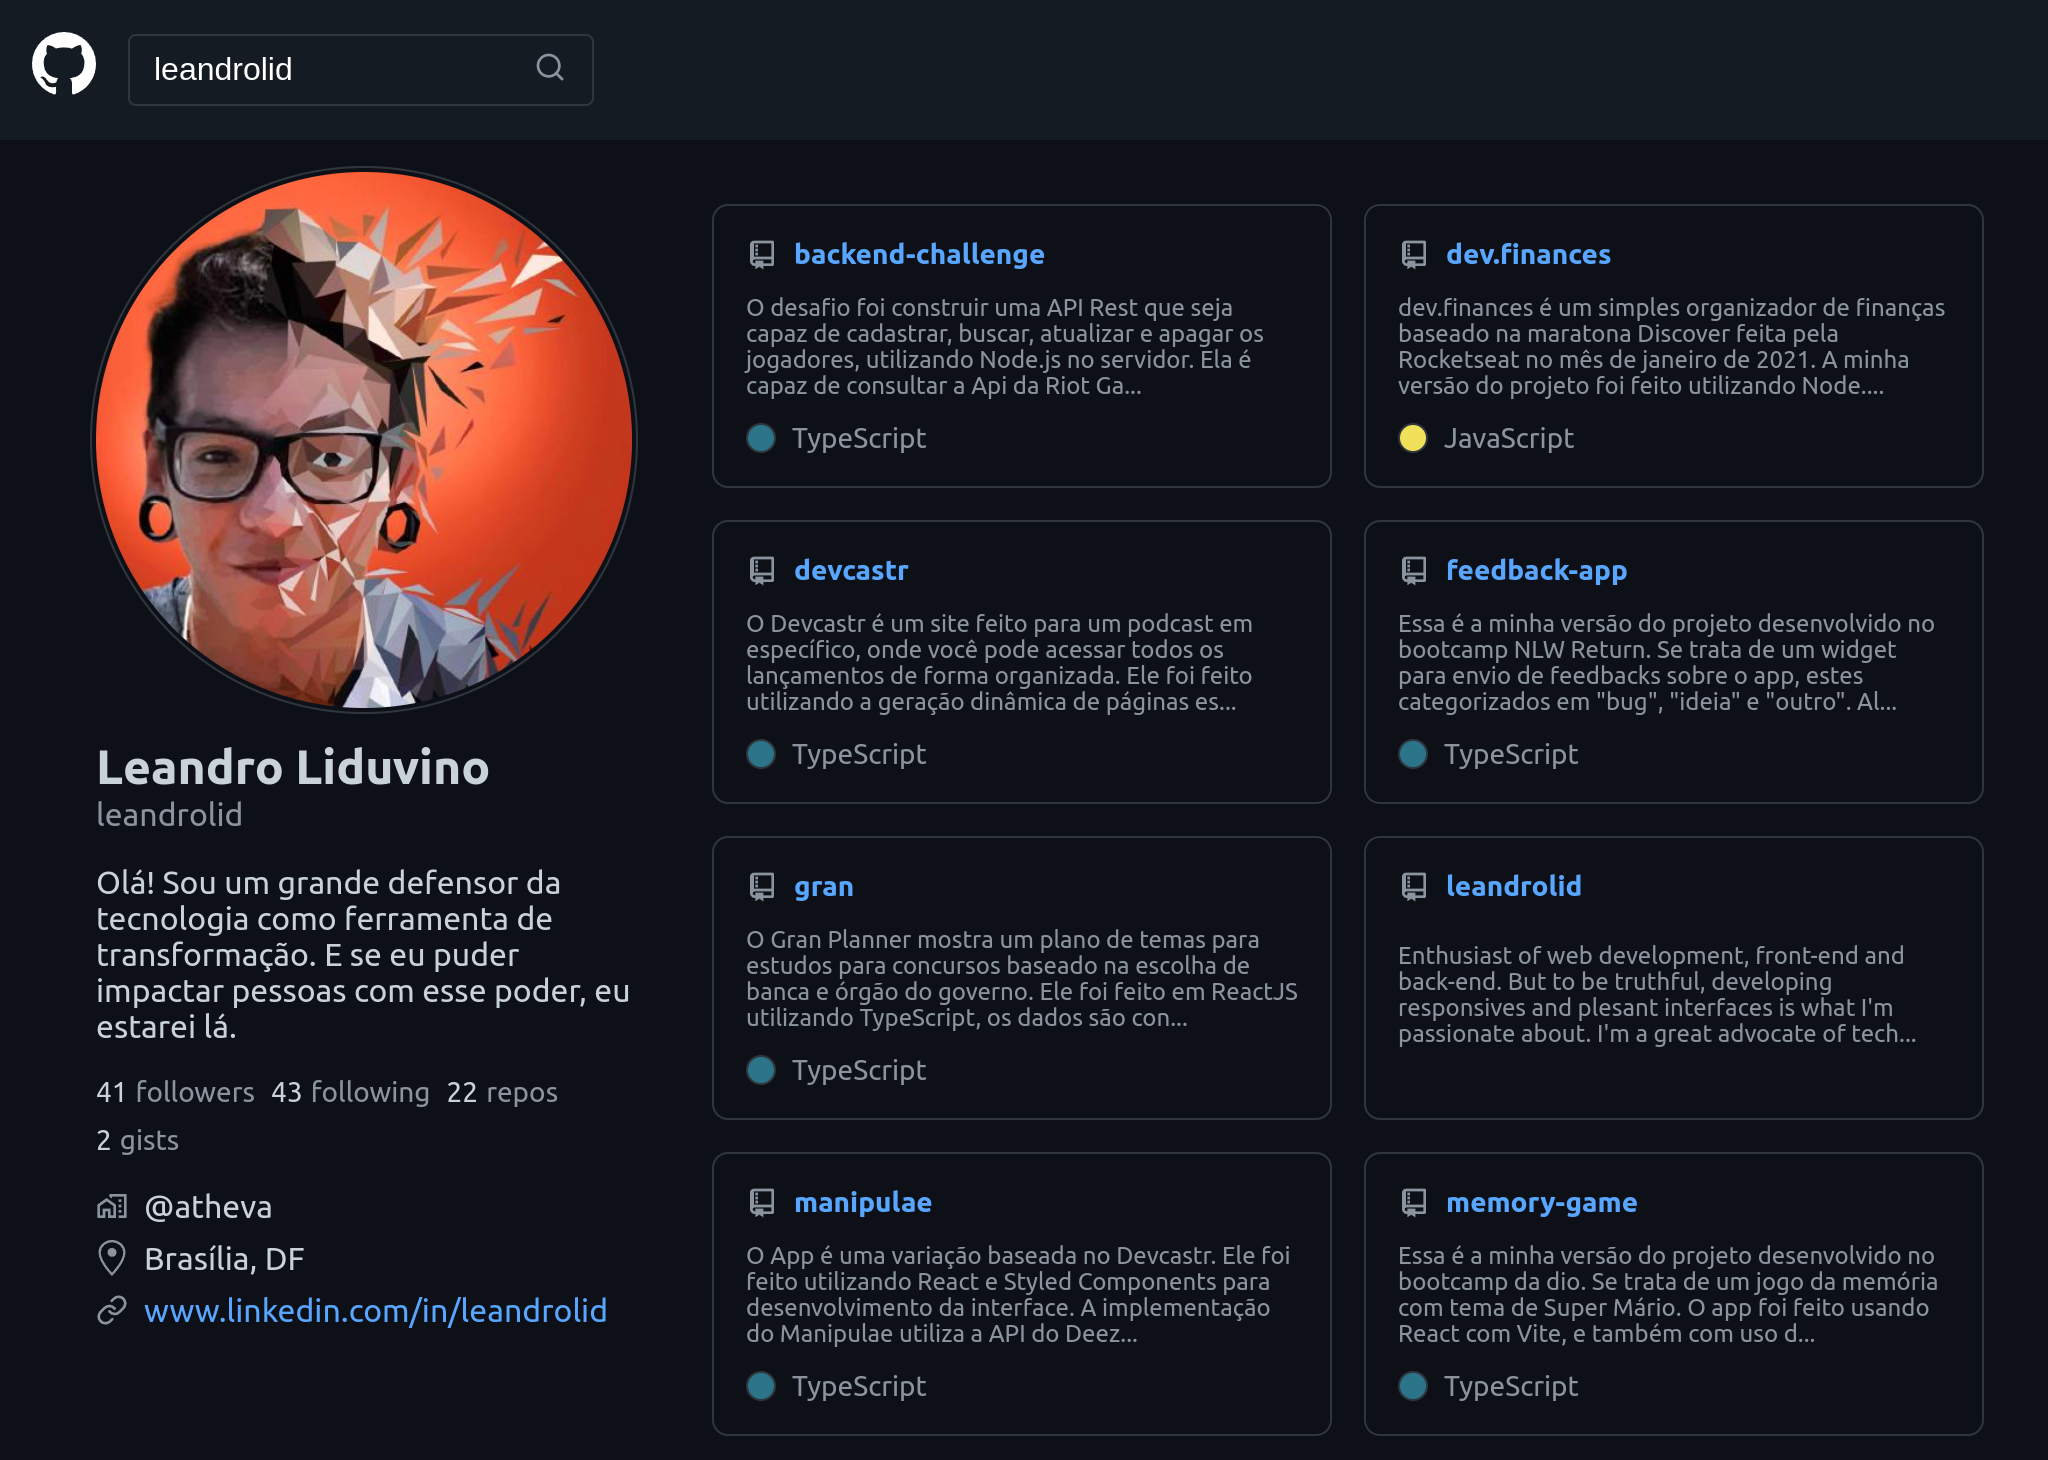 leandrolid
Leandro Liduvino
leandrolid
Olá! Sou um grande defensor da
tecnologia como ferramenta de
transformação. E se eu puder
impactar pessoas com esse poder, eu
estarei lá.
41 followers 43 following 22 repos
2 gists
@atheva
Brasília, DF
www.linkedin.com/in/leandrolid
backend-challenge
O desafio foi construir uma API Rest que seja
capaz de cadastrar, buscar, atualizar e apagar os
jogadores, utilizando Node.js no servidor. Ela é
capaz de consultar a Api da Riot Ga...
TypeScript
dev.finances
dev.finances é um simples organizador de finanças
baseado na maratona Discover feita pela
Rocketseat no mês de janeiro de 2021. A minha
versão do projeto foi feito utilizando Node....
JavaScript
devcastr
O Devcastr é um site feito para um podcast em
específico, onde você pode acessar todos os
lançamentos de forma organizada. Ele foi feito
utilizando a geração dinâmica de páginas es...
TypeScript
feedback-app
Essa é a minha versão do projeto desenvolvido no
bootcamp NLW Return. Se trata de um widget
para envio de feedbacks sobre o app, estes
categorizados em "bug", "ideia" e "outro". Al...
TypeScript
gran
O Gran Planner mostra um plano de temas para
estudos para concursos baseado na escolha de
banca e órgão do governo. Ele foi feito em ReactJS
utilizando TypeScript, os dados são con...
TypeScript
leandrolid
Enthusiast of web development, front-end and
back-end. But to be truthful, developing
responsives and plesant interfaces is what I'm
passionate about. I'm a great advocate of tech...
manipulae
O App é uma variação baseada no Devcastr. Ele foi
feito utilizando React e Styled Components para
desenvolvimento da interface. A implementação
do Manipulae utiliza a API do Deez...
TypeScript
memory-game
Essa é a minha versão do projeto desenvolvido no
bootcamp da dio. Se trata de um jogo da memória
com tema de Super Mário. O app foi feito usando
React com Vite, e também com uso d...
TypeScript